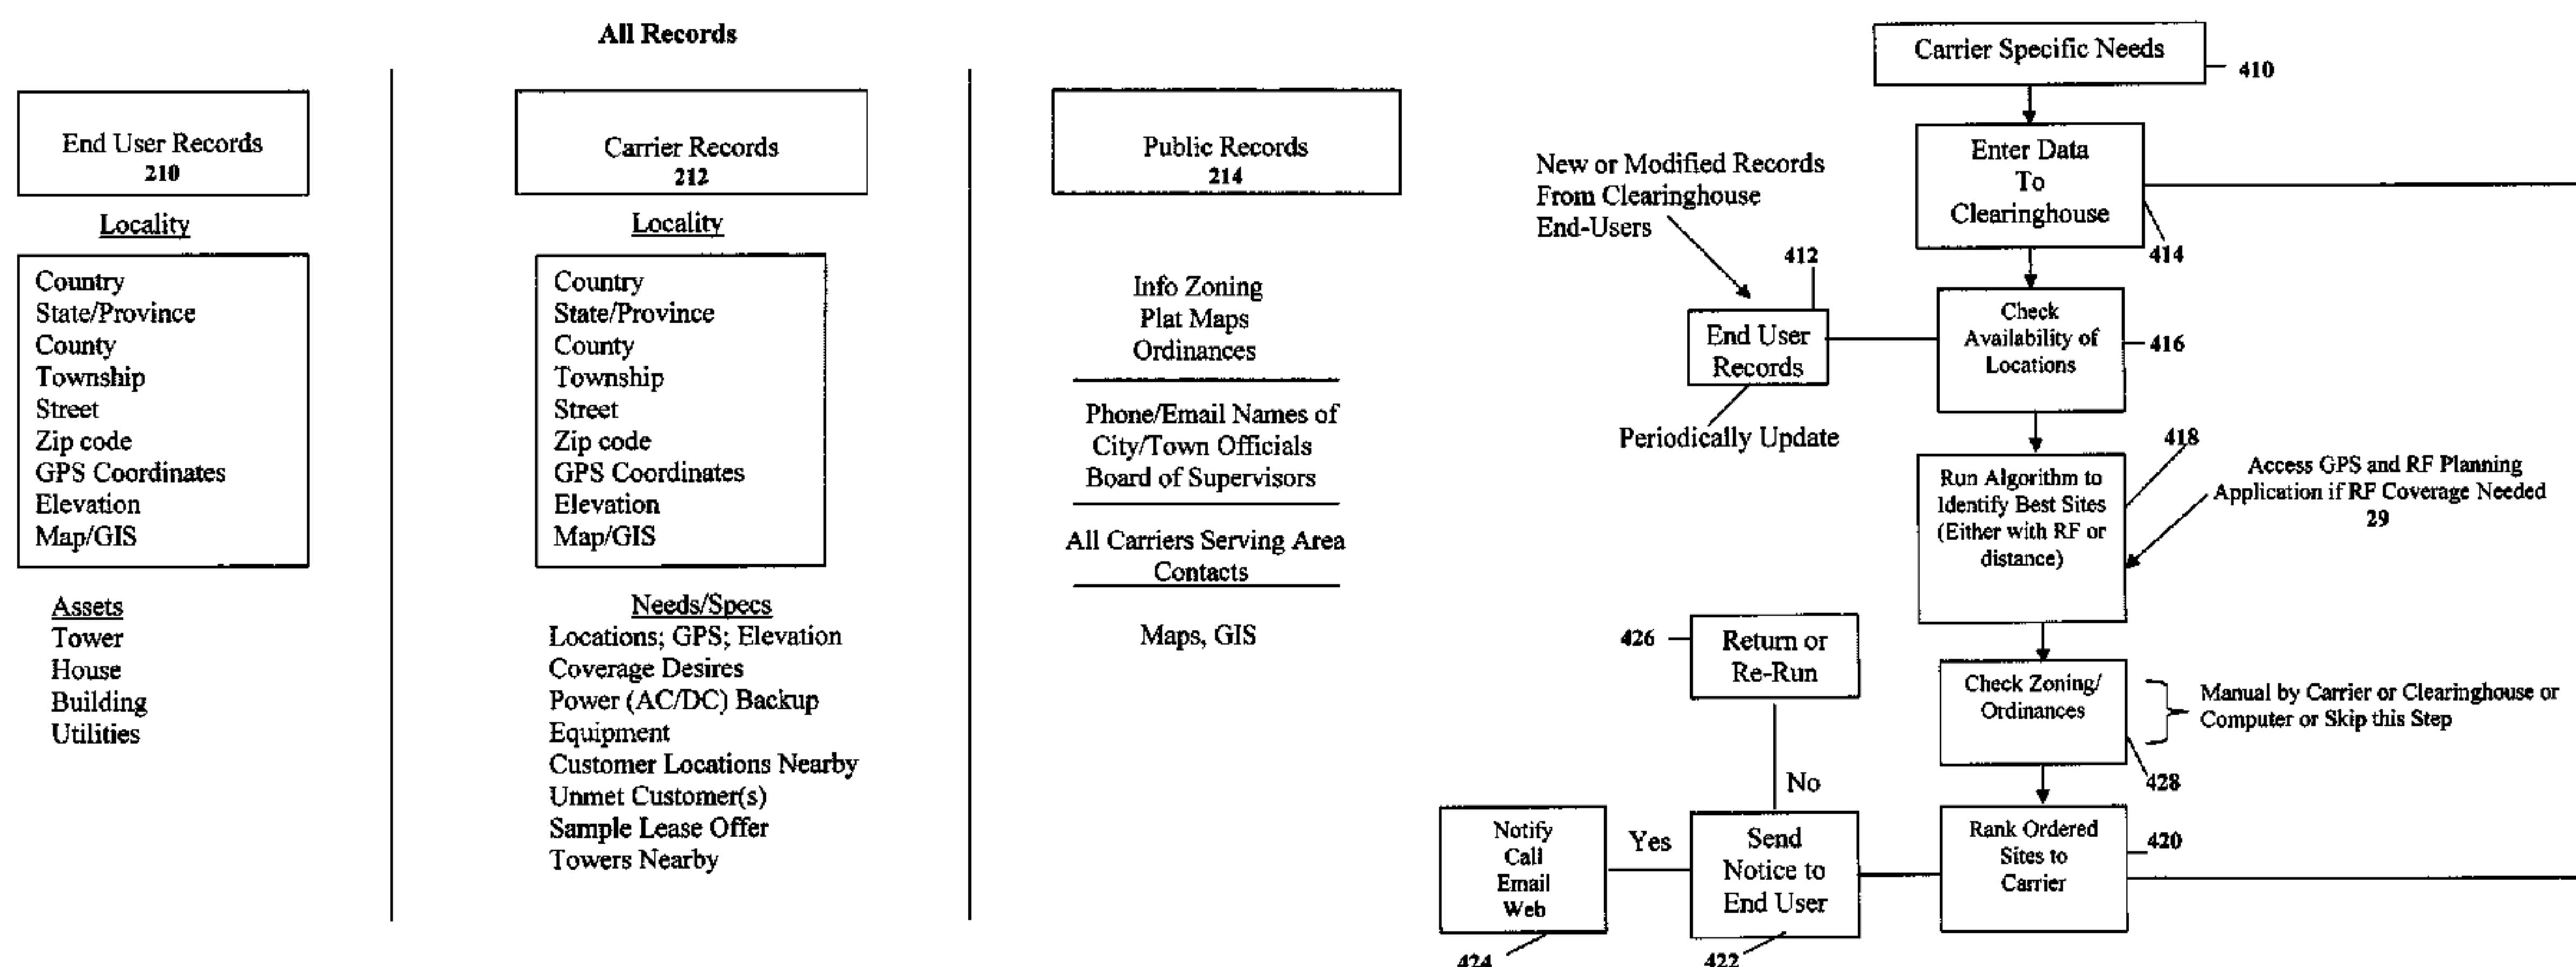 All Records
End User Records
210
Locality
Country
State/Province
County
Township
Street
Zip code
GPS Coordinates
Elevation
Map/GIS
Assets
Tower
House
Building
Utilities
Carrier Records
212
Locality
Country
State/Province
County
Township
Street
Zip code
GPS Coordinates
Elevation
Map/GIS
Needs/Specs
Locations; GPS; Elevation
Coverage Desires
Power (AC/DC) Backup
Equipment
Customer Locations Nearby
Unmet Customer(s)
Sample Lease Offer
Towers Nearby
Public Records
214
Info Zoning
Plat Maps
Ordinances
Phone/Email Names of
City/Town Officials
Board of Supervisors
All Carriers Serving Area
Contacts
Maps, GIS
Carrier Specific Needs
410
Enter Data
To
Clearinghouse
414
New or Modified Records
From Clearinghouse
End-Users
412
End User
Records
Periodically Update
Check
Availability of
Locations
416
Run Algorithm to
Identify Best Sites
(Either with RF or
distance)
418
Access GPS and RF Planning
Application if RF Coverage Needed
29
Check Zoning/
Ordinances
428
Manual by Carrier or Clearinghouse or
Computer or Skip this Step
Rank Ordered
Sites to
Carrier
420
Send
Notice to
End User
422
No
426
Return or
Re-Run
Yes
Notify
Call
Email
Web
424